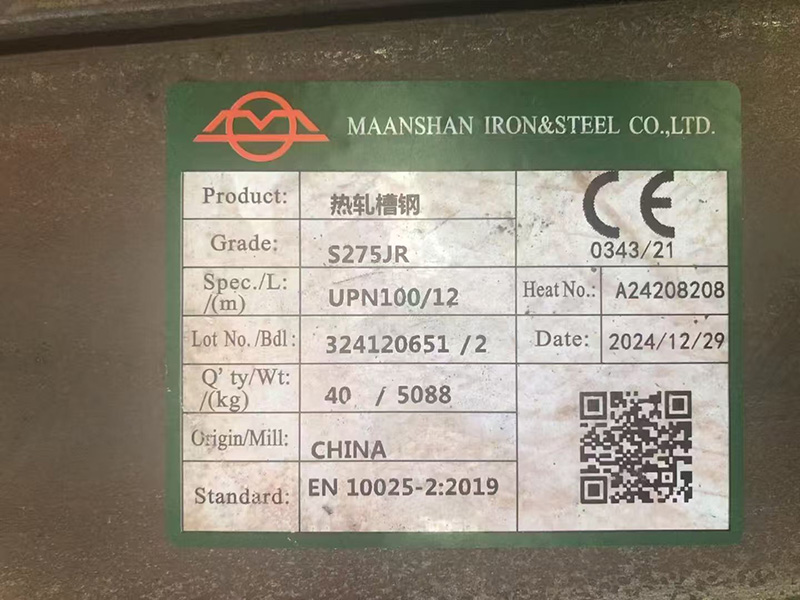 MAANSHAN IRON&STEEL CO.,LTD.
Product: 热轧槽钢
CE
0343/21
Grade: S275JR
Spec./L: /(m) UPN100/12
Heat No.: A24208208
Lot No./Bdl: 324120651 /2
Date: 2024/12/29
Q'ty/Wt: /(kg) 40 / 5088
Origin/Mill: CHINA
Standard: EN 10025-2:2019